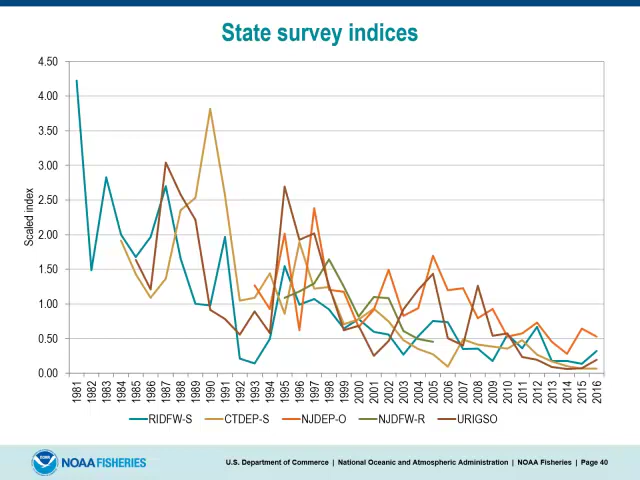 State survey indices
4.50
4.00
3.50
3.00
2.50
2.00
1.50
1.00
0.50
0.00
Scaled index
1981 1982 1983 1984 1985 1986 1987 1988 1989 1990 1991 1992 1993 1994 1995 1996 1997 1998 1999 2000 2001 2002 2003 2004 2005 2006 2007 2008 2009 2010 2011 2012 2013 2014 2015 2016
RIDFW-S CTDEP-S NJDEP-O NJDFW-R URIGSO
NOAA FISHERIES
U.S. Department of Commerce | National Oceanic and Atmospheric Administration | NOAA Fisheries | Page 40